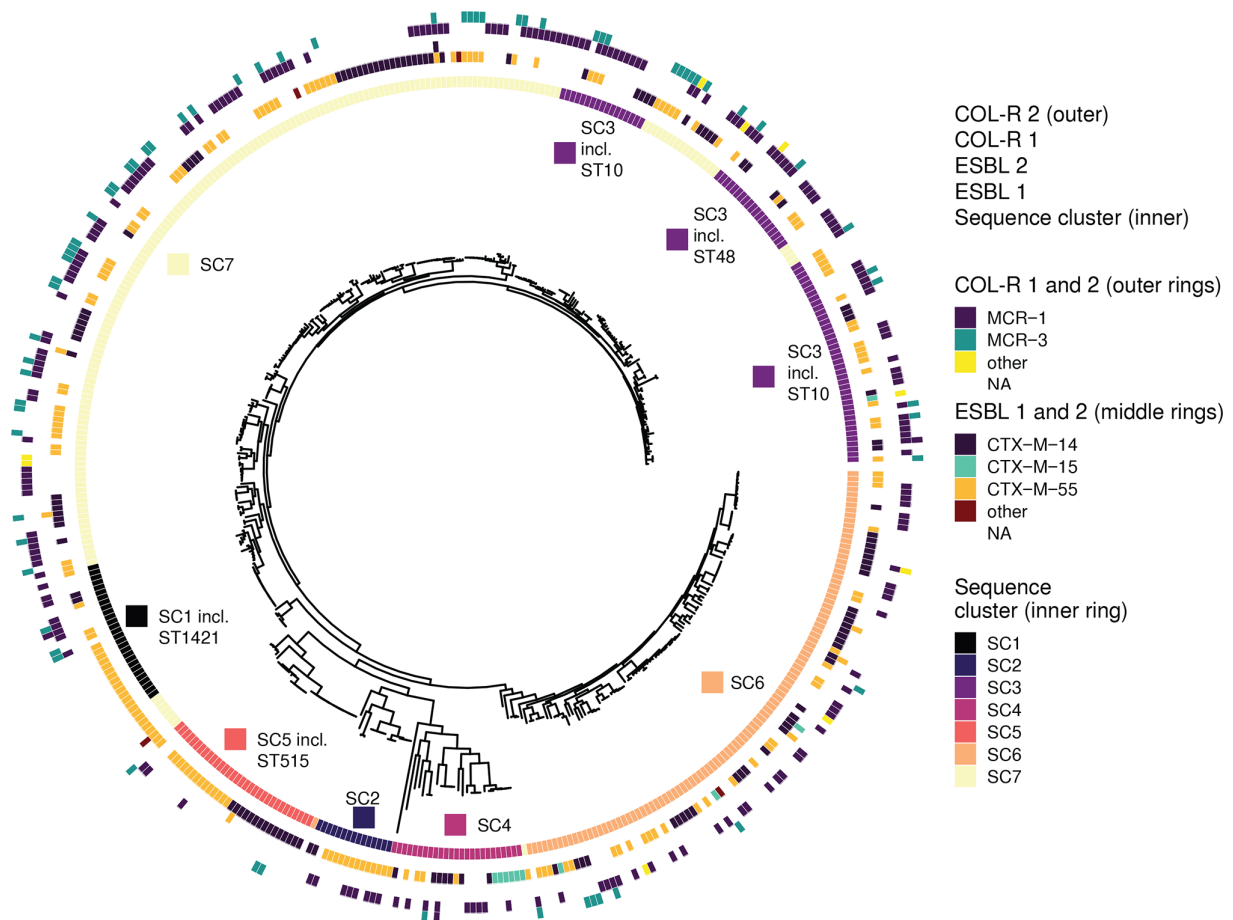 SC3
incl.
ST10
SC3
incl.
ST48
SC7
SC3
incl.
ST10
SC1 incl.
ST1421
SC6
SC5 incl.
ST515
SC2
SC4
COL-R 2 (outer)
COL-R 1
ESBL 2
ESBL 1
Sequence cluster (inner)
COL-R 1 and 2 (outer rings)
MCR−1
MCR−3
other
NA
ESBL 1 and 2 (middle rings)
CTX−M−14
CTX−M−15
CTX−M−55
other
NA
Sequence
cluster (inner ring)
SC1
SC2
SC3
SC4
SC5
SC6
SC7